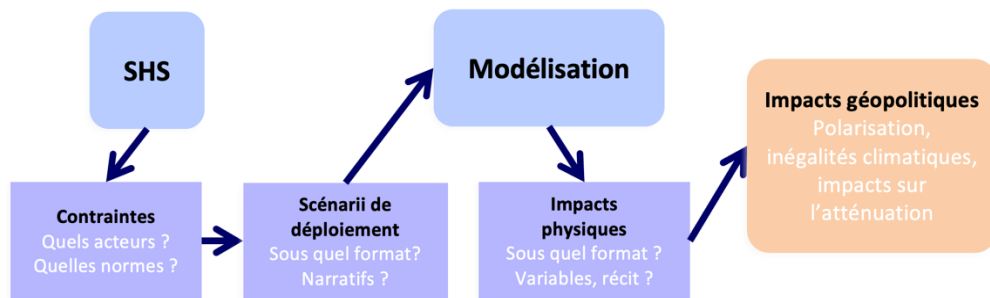 SHS
Modélisation
Contraintes
Quels acteurs ?
Quelles normes ?
Scénarii de
déploiement
Sous quel format?
Narratifs ?
Impacts
physiques
Sous quel format ?
Variables, récit ?
Impacts géopolitiques
Polarisation,
inégalités climatiques,
impacts sur
l’atténuation